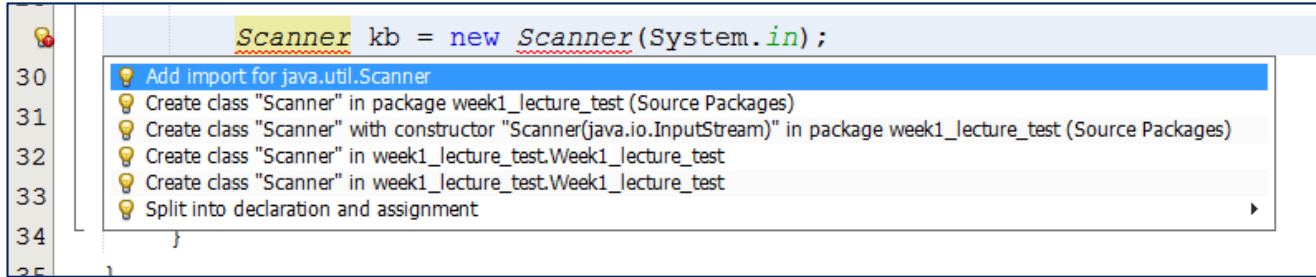 Scanner kb = new Scanner(System.in);
30 Add import for java.util.Scanner
Create class "Scanner" in package week1_lecture_test (Source Packages)
31 Create class "Scanner" with constructor "Scanner(java.io.InputStream)" in package week1_lecture_test (Source Packages)
32 Create class "Scanner" in week1_lecture_test.Week1_lecture_test
33 Create class "Scanner" in week1_lecture_test.Week1_lecture_test
Split into declaration and assignment
34 }